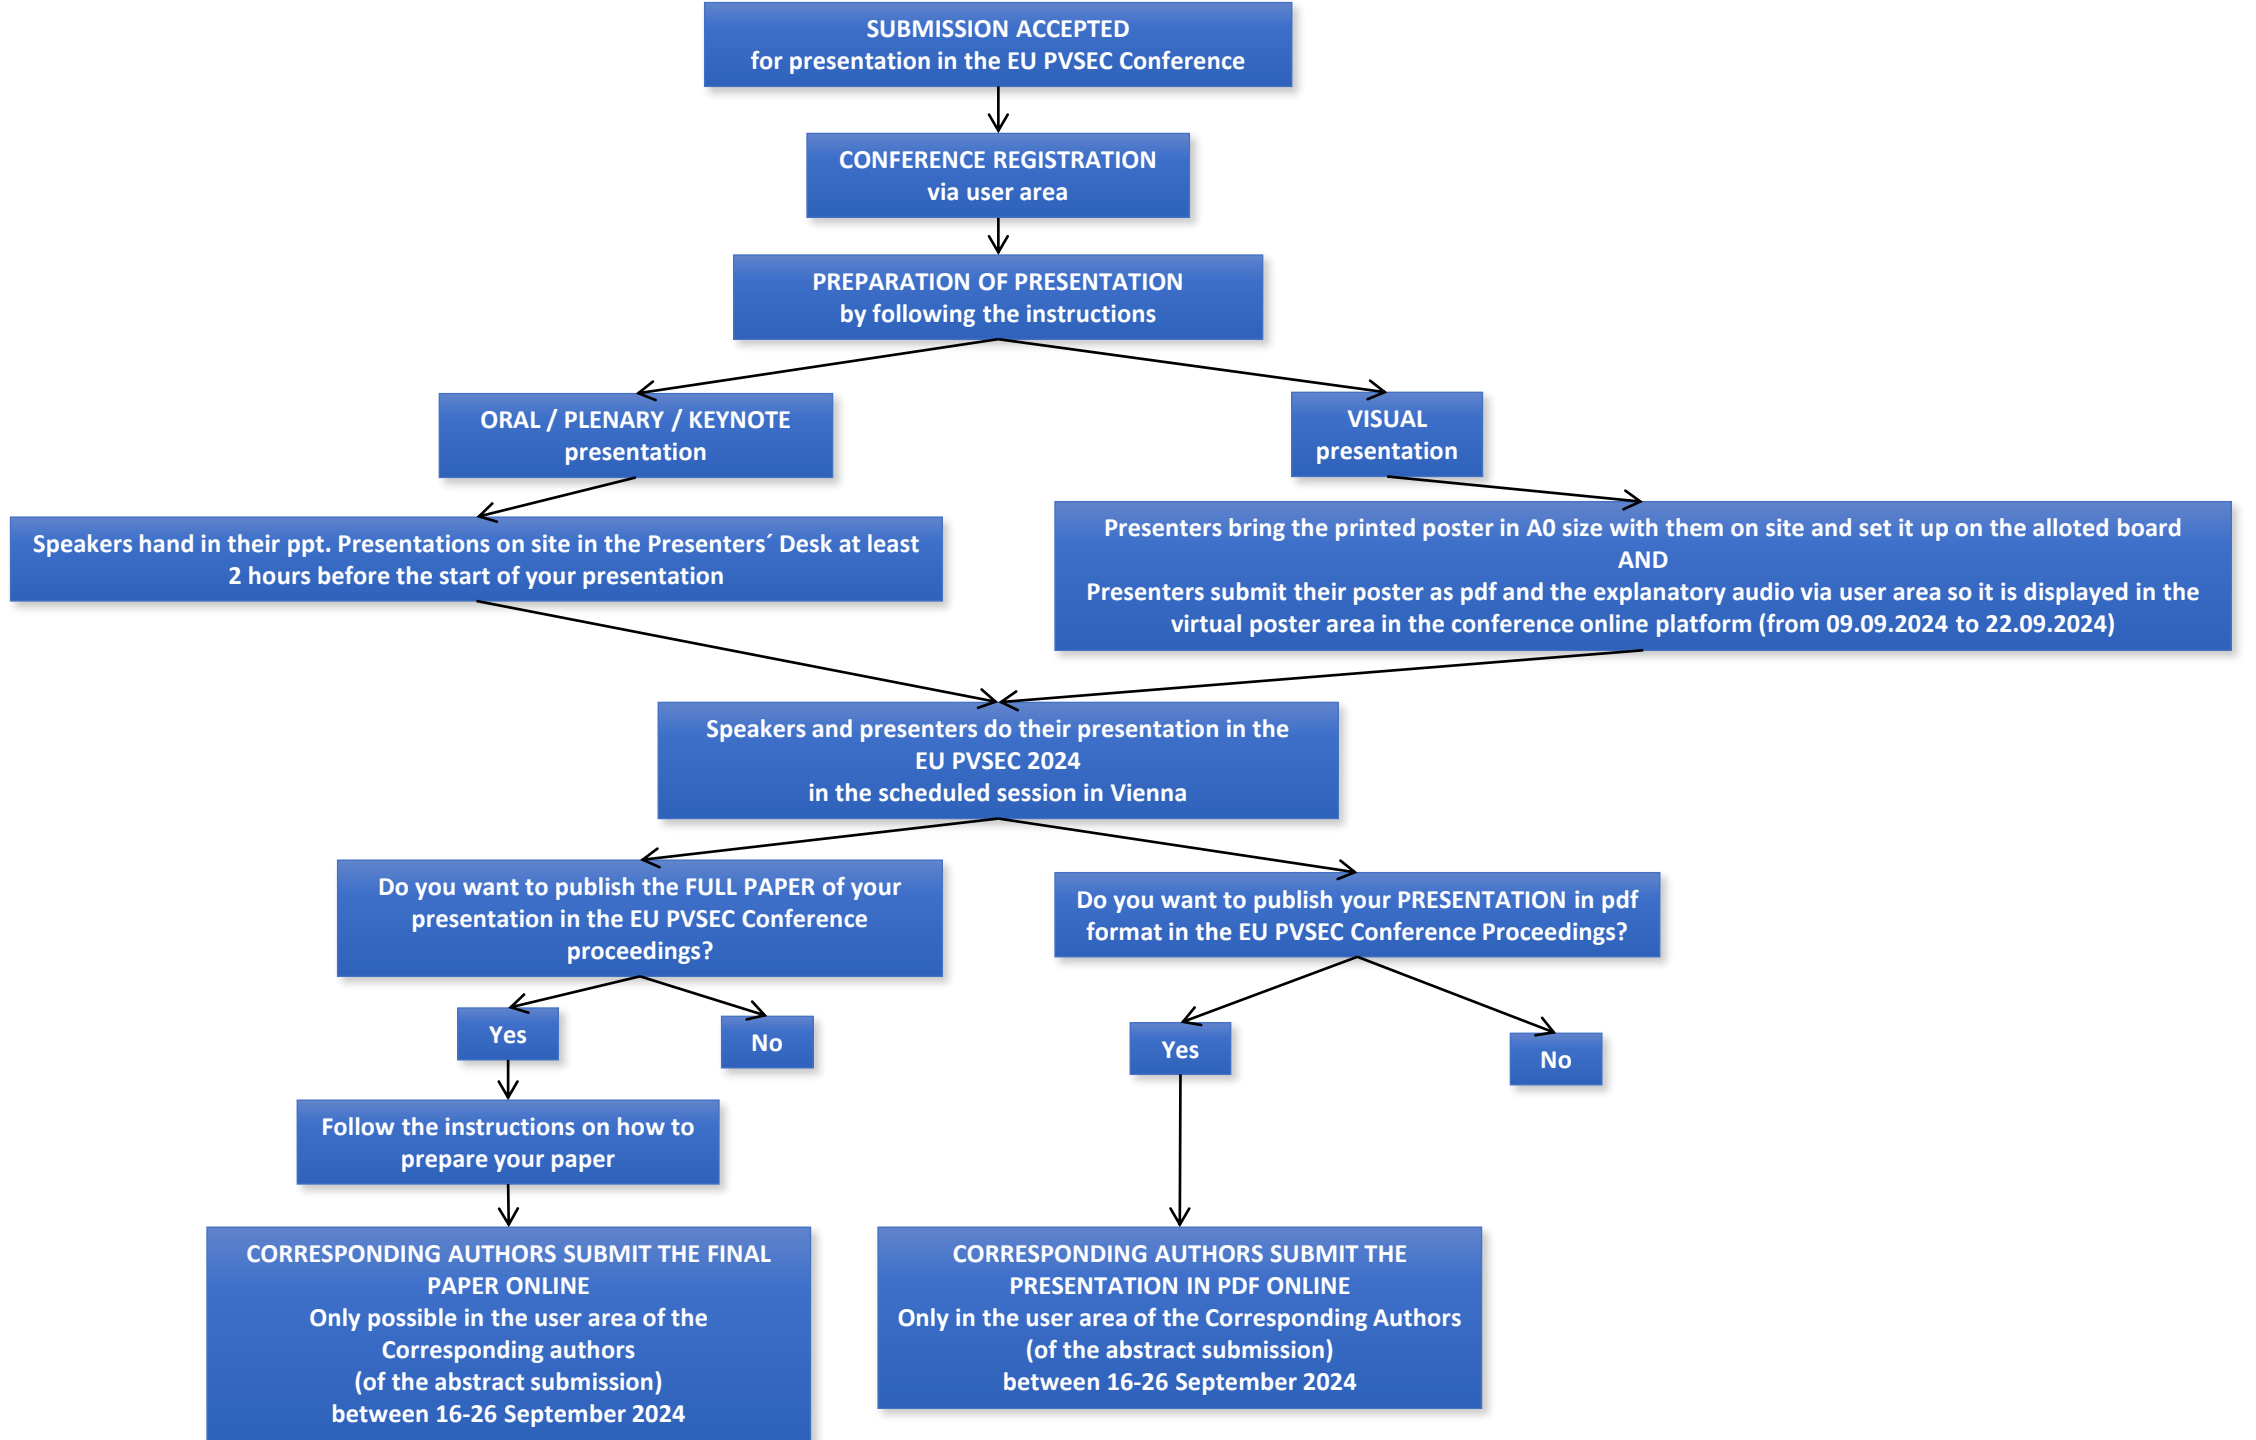 SUBMISSION ACCEPTED
for presentation in the EU PVSEC Conference
CONFERENCE REGISTRATION
via user area
PREPARATION OF PRESENTATION
by following the instructions
ORAL / PLENARY / KEYNOTE
presentation
VISUAL
presentation
Speakers hand in their ppt. Presentations on site in the Presenters´ Desk at least
2 hours before the start of your presentation
Presenters bring the printed poster in A0 size with them on site and set it up on the alloted board
AND
Presenters submit their poster as pdf and the explanatory audio via user area so it is displayed in the
virtual poster area in the conference online platform (from 09.09.2024 to 22.09.2024)
Speakers and presenters do their presentation in the
EU PVSEC 2024
in the scheduled session in Vienna
Do you want to publish the FULL PAPER of your
presentation in the EU PVSEC Conference
proceedings?
Do you want to publish your PRESENTATION in pdf
format in the EU PVSEC Conference Proceedings?
Yes
No
Yes
No
Follow the instructions on how to
prepare your paper
CORRESPONDING AUTHORS SUBMIT THE FINAL
PAPER ONLINE
Only possible in the user area of the
Corresponding authors
(of the abstract submission)
between 16-26 September 2024
CORRESPONDING AUTHORS SUBMIT THE
PRESENTATION IN PDF ONLINE
Only in the user area of the Corresponding Authors
(of the abstract submission)
between 16-26 September 2024